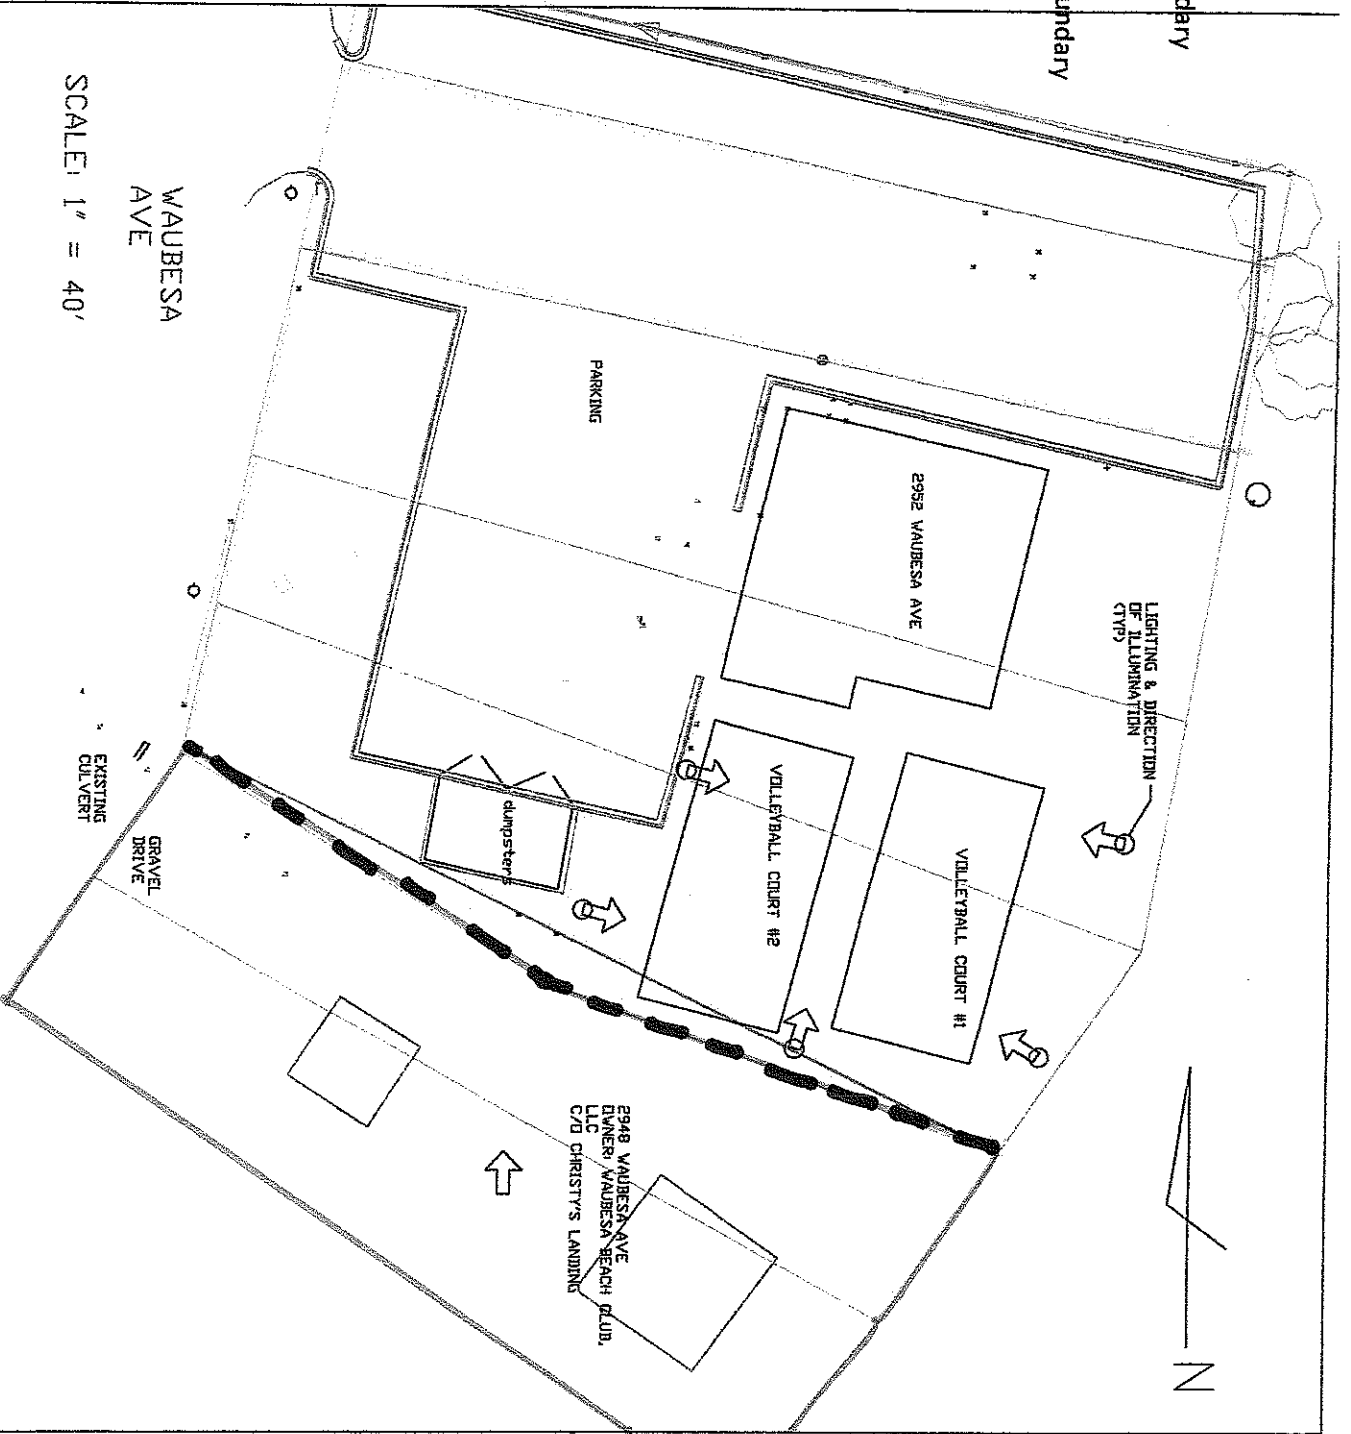 dary
undary
WAUBESA
AVE
SCALE: 1" = 40'
PARKING
2952 WAUBESA AVE
LIGHTING & DIRECTION
OF ILLUMINATION
(TYP)
VOLLEYBALL COURT #1
VOLLEYBALL COURT #2
dumpsters
EXISTING
CULVERT
GRAVEL
DRIVE
2948 WAUBESA AVE
OWNER: WAUBESA BEACH CLUB,
LLC
C/O CHRISTY'S LANDING
N